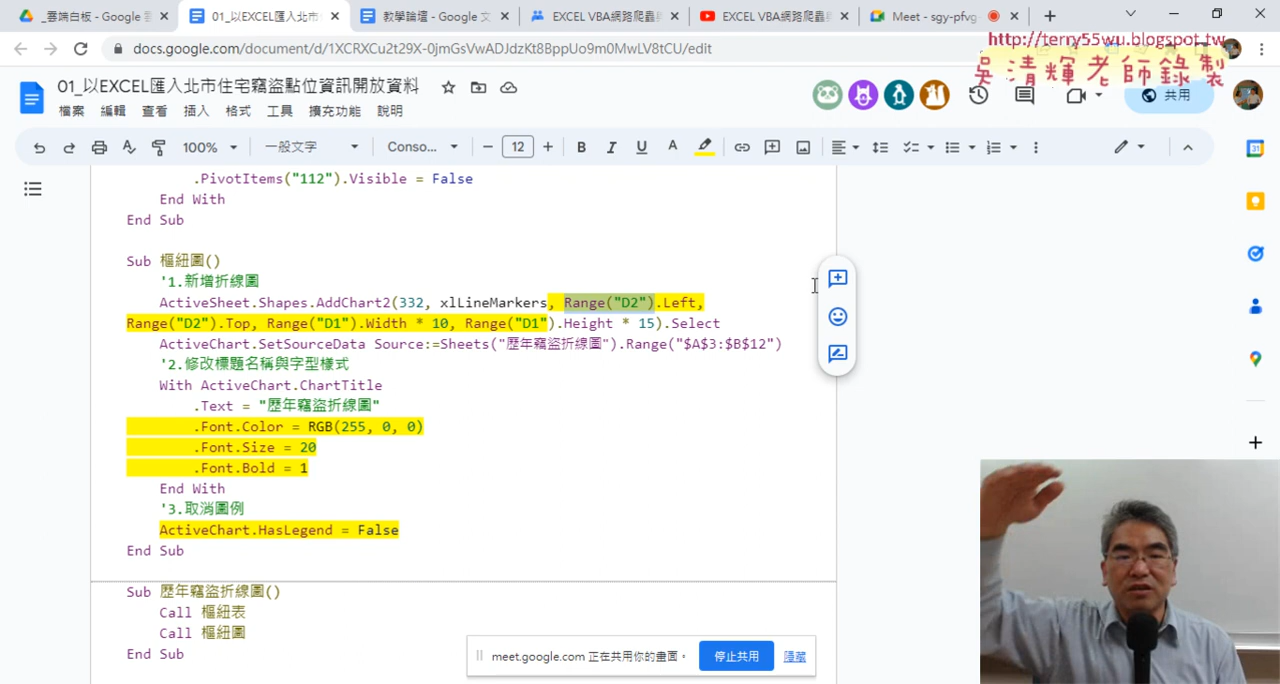 _雲端白板 - Google 雲
01_以EXCEL匯入北市
教學論壇 - Google 文
EXCEL VBA網路爬蟲
EXCEL VBA網路爬蟲
Meet - sgy-pfvg
docs.google.com/document/d/1XCRXCu2t29X-0jmGsVwADJdzKt8BppUo9m0MwLV8tCU/edit
http://terry55wu.blogspot.tw
吳清輝老師錄製
01_以EXCEL匯入北市住宅竊盜點位資訊開放資料
共用
檔案 編輯 查看 插入 格式 工具 擴充功能 說明
100% 一般文字 Conso... 12 B I U A
.PivotItems("112").Visible = False
End With
End Sub
Sub 樞紐圖()
'1.新增折線圖
ActiveSheet.Shapes.AddChart2(332, xlLineMarkers, Range("D2").Left,
Range("D2").Top, Range("D1").Width * 10, Range("D1").Height * 15).Select
ActiveChart.SetSourceData Source:=Sheets("歷年竊盜折線圖").Range("$A$3:$B$12")
'2.修改標題名稱與字型樣式
With ActiveChart.ChartTitle
.Text = "歷年竊盜折線圖"
.Font.Color = RGB(255, 0, 0)
.Font.Size = 20
.Font.Bold = 1
End With
'3.取消圖例
ActiveChart.HasLegend = False
End Sub
Sub 歷年竊盜折線圖()
Call 樞紐表
Call 樞紐圖
End Sub
meet.google.com 正在共用你的畫面。 停止共用 隱藏
31